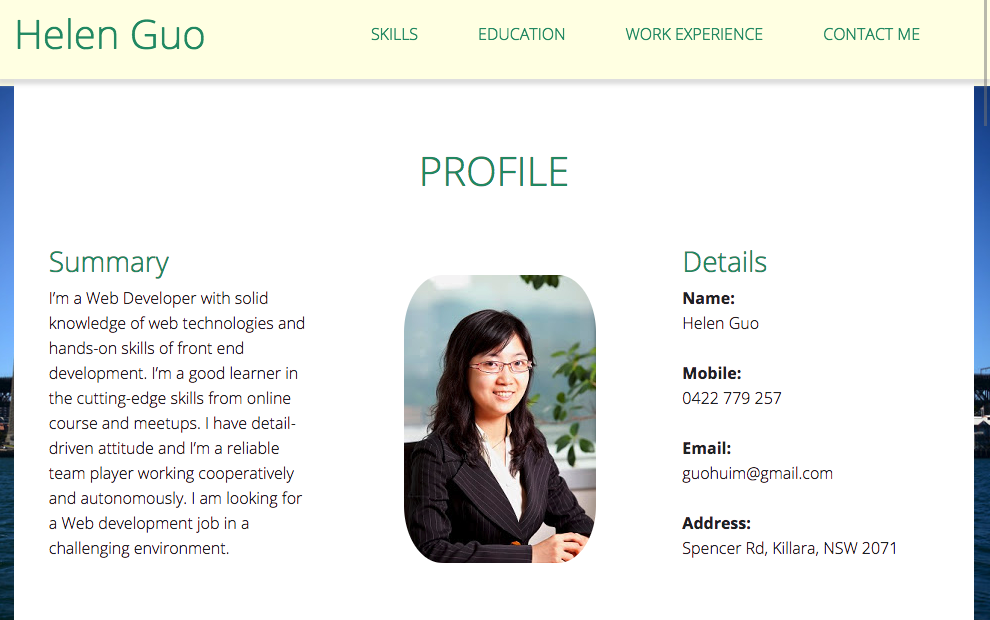 Helen Guo
SKILLS
EDUCATION
WORK EXPERIENCE
CONTACT ME
PROFILE
Summary
I'm a Web Developer with solid
knowledge of web technologies and
hands-on skills of front end
development. I'm a good learner in
the cutting-edge skills from online
course and meetups. I have detail-
driven attitude and I'm a reliable
team player working cooperatively
and autonomously. I am looking for
a Web development job in a
challenging environment.
Details
Name:
Helen Guo
Mobile:
0422 779 257
Email:
guohuim@gmail.com
Address:
Spencer Rd, Killara, NSW 2071